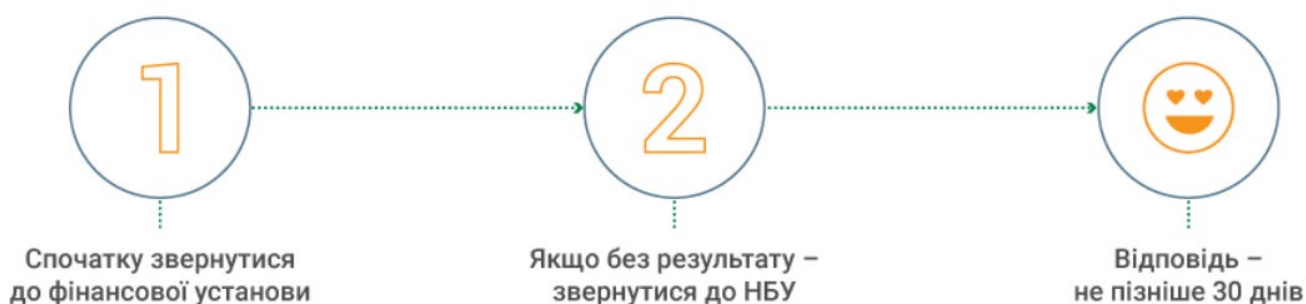 1
2
Спочатку звернутися
до фінансової установи
Якщо без результату –
звернутися до НБУ
Відповідь –
не пізніше 30 днів